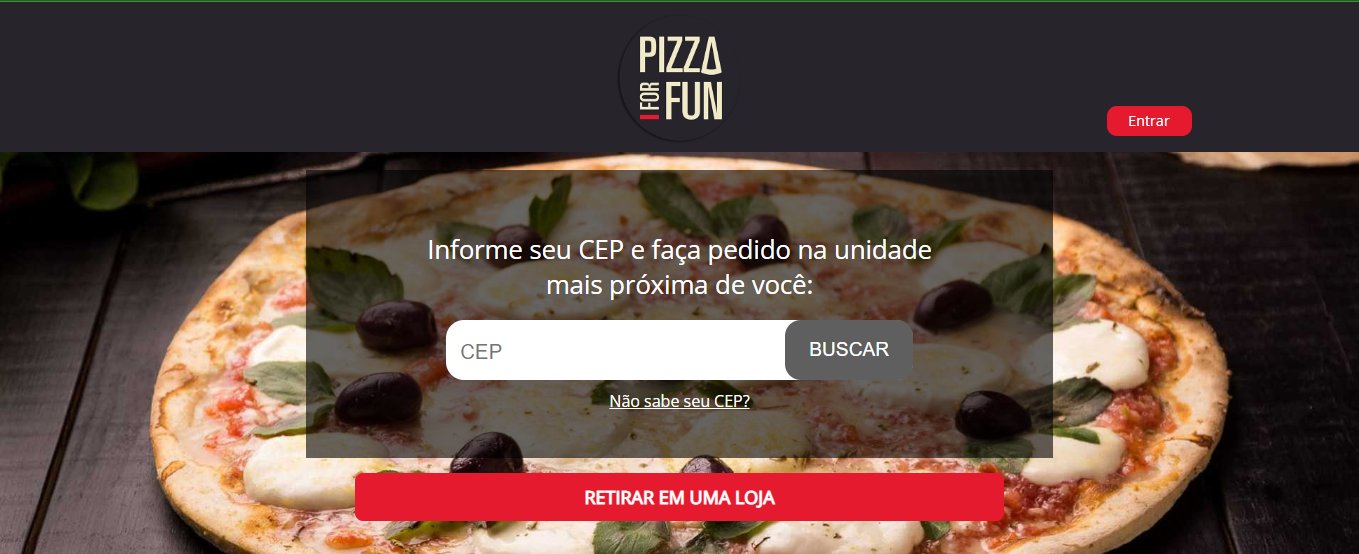 PIZZA
FOR FUN
Entrar
Informe seu CEP e faça pedido na unidade
mais próxima de você:
CEP
BUSCAR
Não sabe seu CEP?
RETIRAR EM UMA LOJA